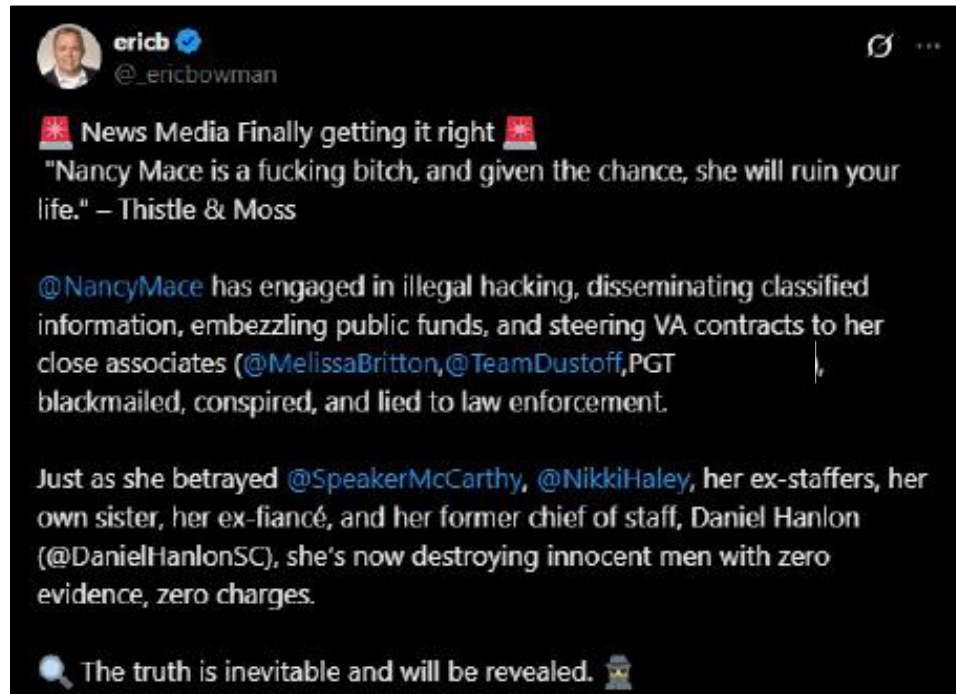 ericb
@_ericbowman
🚨 News Media Finally getting it right 🚨
"Nancy Mace is a fucking bitch, and given the chance, she will ruin your
life." – Thistle & Moss
@NancyMace has engaged in illegal hacking, disseminating classified
information, embezzling public funds, and steering VA contracts to her
close associates (@MelissaBritton,@TeamDustoff,PGT ),
blackmailed, conspired, and lied to law enforcement.
Just as she betrayed @SpeakerMcCarthy, @NikkiHaley, her ex-staffers, her
own sister, her ex-fiancé, and her former chief of staff, Daniel Hanlon
(@DanielHanlonSC), she's now destroying innocent men with zero
evidence, zero charges.
🔍 The truth is inevitable and will be revealed. 🕵️